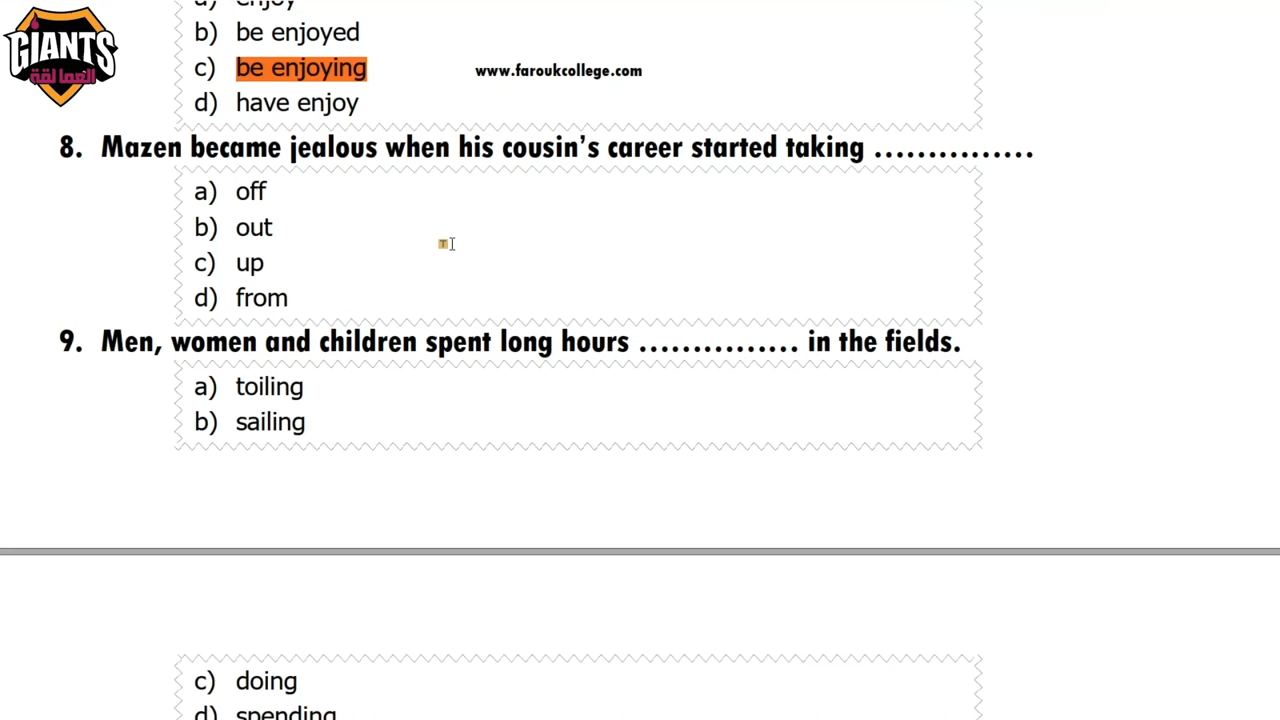 GIANTS
العمالقة
a) enjoy
b) be enjoyed
c) be enjoying
www.faroukcollege.com
d) have enjoy
8. Mazen became jealous when his cousin's career started taking ...............
a) off
b) out
c) up
d) from
9. Men, women and children spent long hours ............... in the fields.
a) toiling
b) sailing
c) doing
d) spending